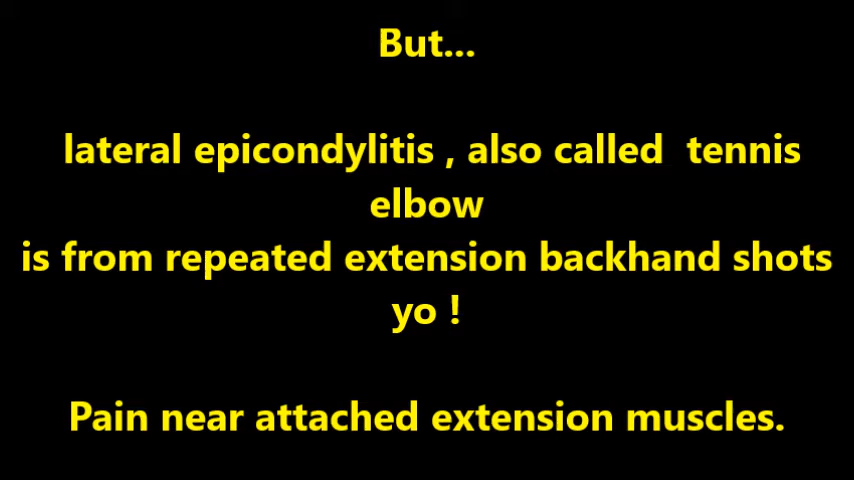 But...
lateral epicondylitis , also called  tennis
elbow
is from repeated extension backhand shots
yo !
Pain near attached extension muscles.